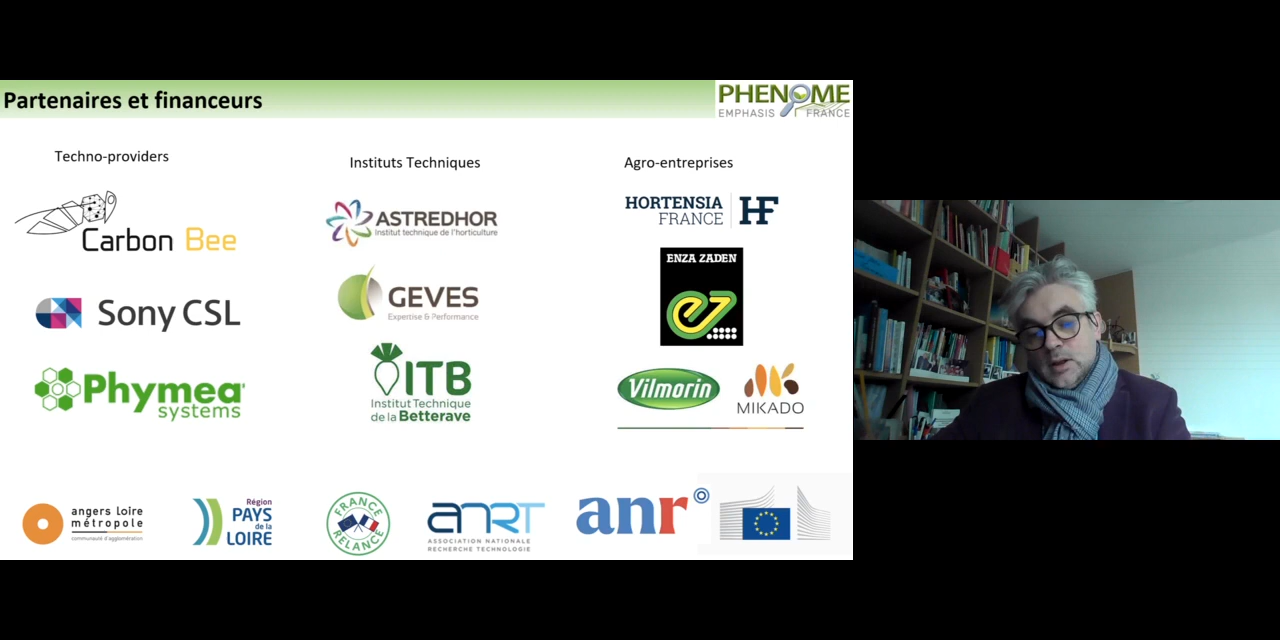 Partenaires et financeurs
PHENOME
EMPHASIS FRANCE
Techno-providers
Carbon Bee
Sony CSL
Phymea
systems
Instituts Techniques
ASTREDHOR
Institut technique de l'horticulture
GEVES
Expertise & Performance
ITB
Institut Technique
de la Betterave
Agro-entreprises
HORTENSIA
FRANCE
HF
ENZA ZADEN
Vilmorin
MIKADO
angers Loire
métropole
communauté d'agglomération
Région
PAYS
de la
LOIRE
FRANCE
RELANCE
ANRT
ASSOCIATION NATIONALE
RECHERCHE TECHNOLOGIE
anr